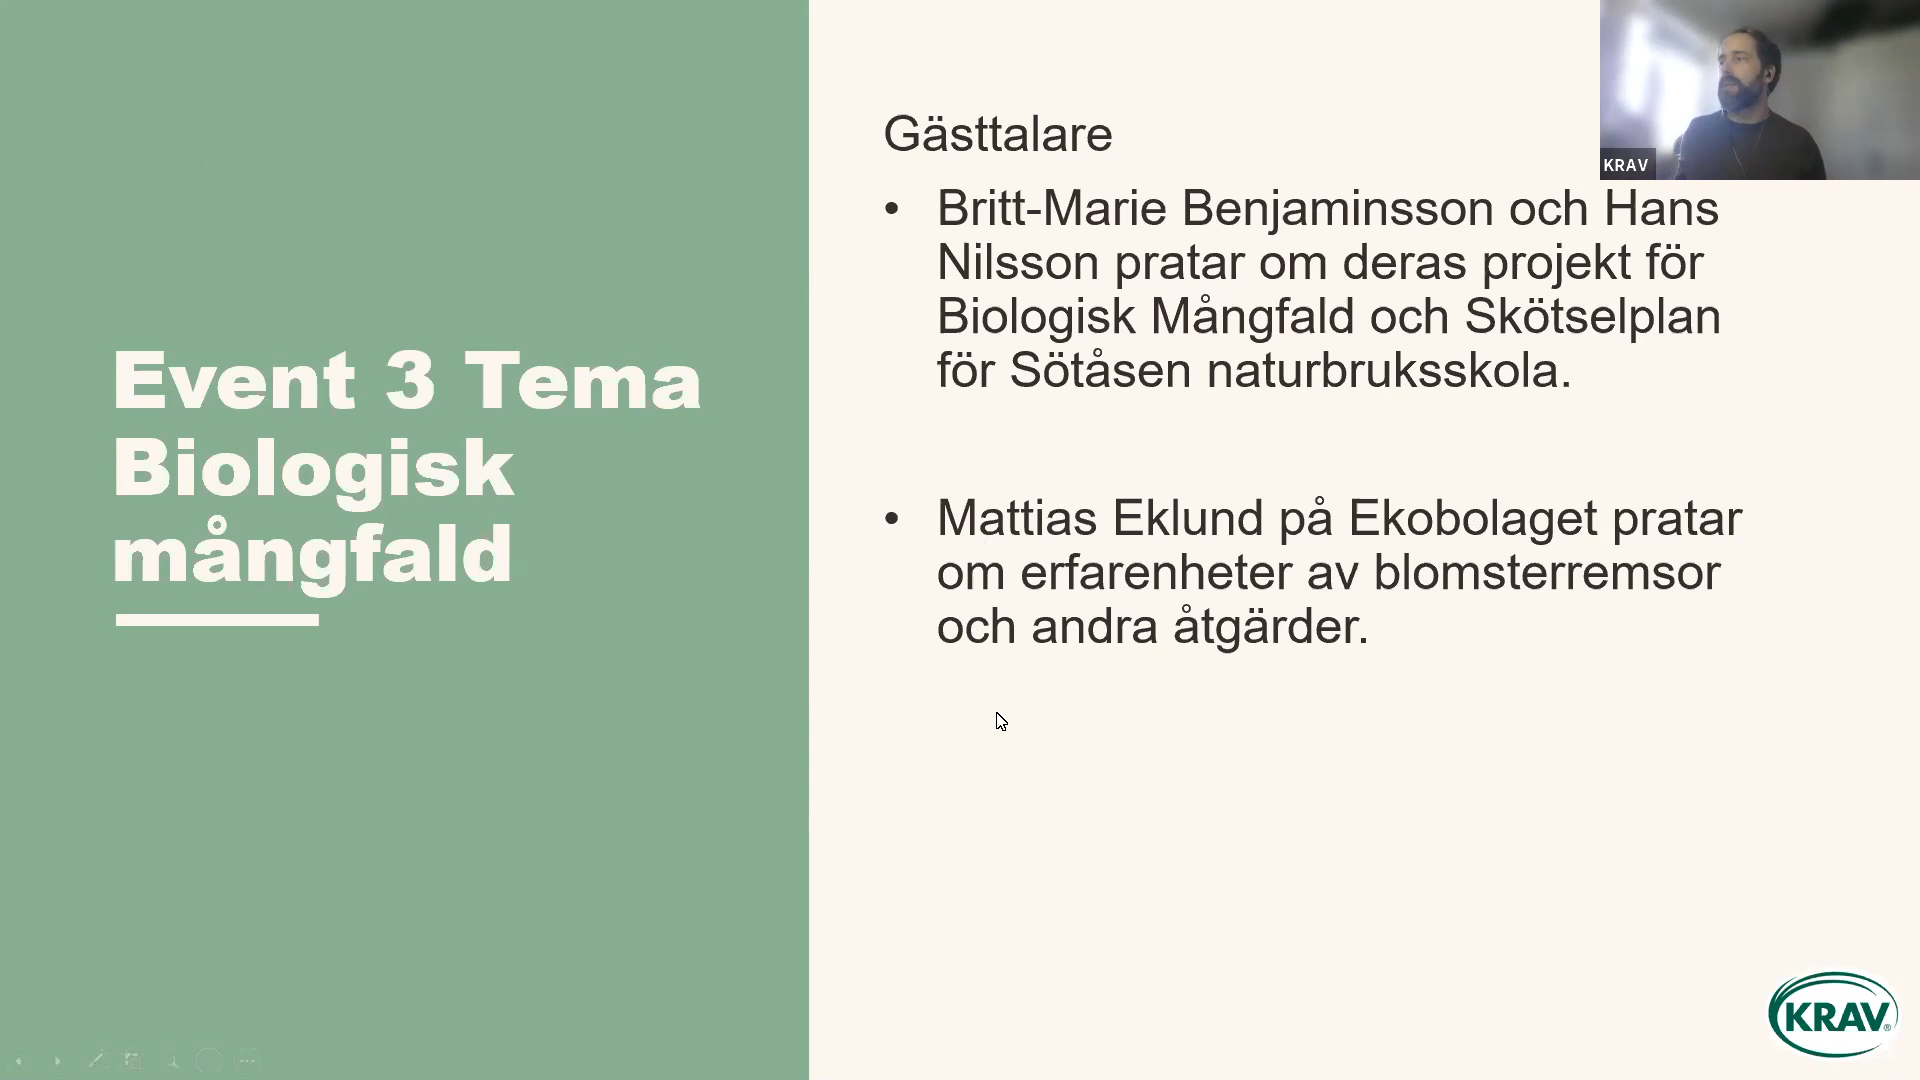 Event 3 Tema
Biologisk
mångfald
Gästtalare
• Britt-Marie Benjaminsson och Hans
Nilsson pratar om deras projekt för
Biologisk Mångfald och Skötselplan
för Sötåsen naturbruksskola.
• Mattias Eklund på Ekobolaget pratar
om erfarenheter av blomsterremsor
och andra åtgärder.
KRAV
KRAV®